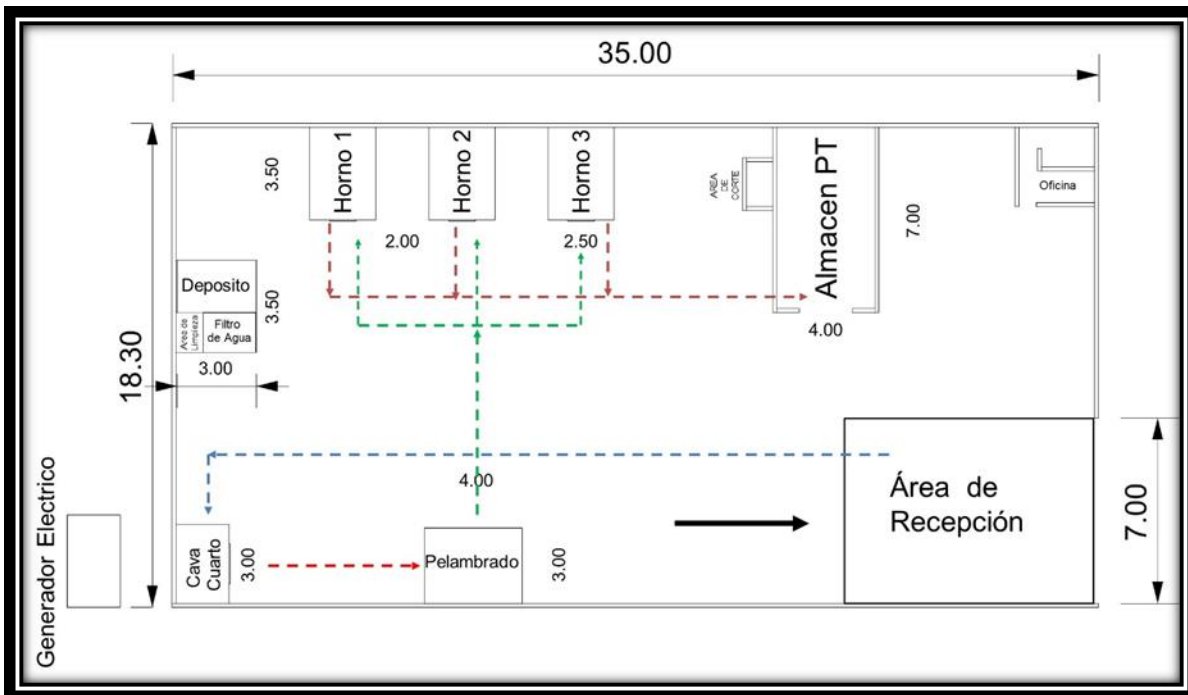 35.00
18.30
Horno 1
Horno 2
Horno 3
3.50
2.00
2.50
AREA
DE
CORTE
Almacen PT
7.00
4.00
Oficina
Deposito
Area de
Limpieza
Filtro
de Agua
3.50
3.00
4.00
Generador Electrico
Cava
Cuarto
3.00
Pelambrado
3.00
Área de
Recepción
7.00